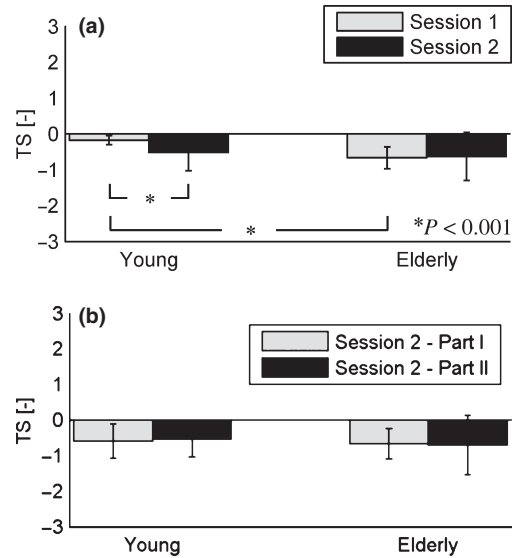 (a)
Session 1
Session 2
3
2
1
0
-1
-2
-3
TS [-]
*
*
*P < 0.001
Young
Elderly
(b)
Session 2 - Part I
Session 2 - Part II
3
2
1
0
-1
-2
-3
TS [-]
Young
Elderly